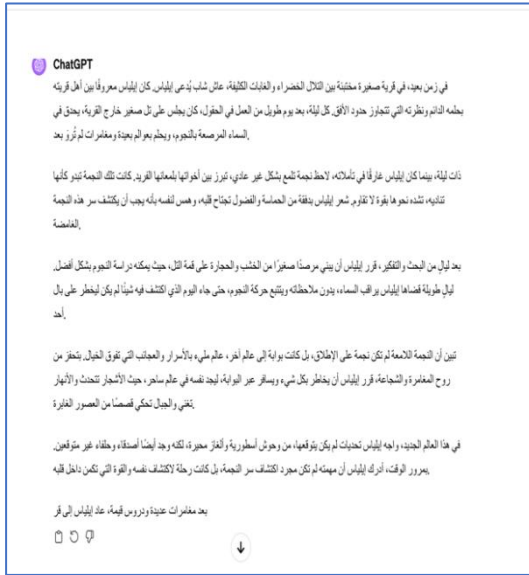 ChatGPT
في زمن بعيد، في قرية صغيرة مختبئة بين التلال الخضراء والغابات الكثيفة، عاش شاب يُدعى إيلياس. كان إيلياس معروفًا بين أهل قريته
بحلمه الدائم ونظرته التي تتجاوز حدود الأفق. كل ليلة، بعد يوم طويل من العمل في الحقول، كان يجلس على تل صغير خارج القرية، يحدق في
السماء المرصعة بالنجوم، ويحلم بعوالم بعيدة ومغامرات لم تُروَ بعد.
ذات ليلة، بينما كان إيلياس غارقًا في تأملاته، لاحظ نجمة تلمع بشكل غير عادي، تبرز بين أخواتها بلمعانها الفريد. كانت تلك النجمة تبدو كأنها
تناديه، تشده نحوها بقوة لا تقاوم. شعر إيلياس بدفقة من الحماسة والفضول تجتاح قلبه، وهمس لنفسه بأنه يجب أن يكتشف سر هذه النجمة
الغامضة.
بعد ليالٍ من البحث والتفكير، قرر إيلياس أن يبني مرصدًا صغيرًا من الخشب والحجارة على قمة التل، حيث يمكنه دراسة النجوم بشكل أفضل.
ليالٍ طويلة قضاها إيلياس يراقب السماء، يدون ملاحظاته ويتتبع حركة النجوم، حتى جاء اليوم الذي اكتشف فيه شيئًا لم يكن ليخطر على بال
أحد.
تبين أن النجمة اللامعة لم تكن نجمة على الإطلاق، بل كانت بوابة إلى عالم آخر، عالم مليء بالأسرار والعجائب التي تفوق الخيال. بتحفز من
روح المغامرة والشجاعة، قرر إيلياس أن يخاطر بكل شيء ويسافر عبر البوابة، ليجد نفسه في عالم ساحر، حيث الأشجار تتحدث والأنهار
تغني والجبال تحكي قصصًا من العصور الغابرة.
في هذا العالم الجديد، واجه إيلياس تحديات لم يكن يتوقعها، من وحوش أسطورية وألغاز محيرة، لكنه وجد أيضًا أصدقاء وحلفاء غير متوقعين.
بمرور الوقت، أدرك إيلياس أن مهمته لم تكن مجرد اكتشاف سر النجمة، بل كانت رحلة لاكتشاف نفسه والقوة التي تكمن داخل قلبه.
بعد مغامرات عديدة ودروس قيمة، عاد إيلياس إلى قر